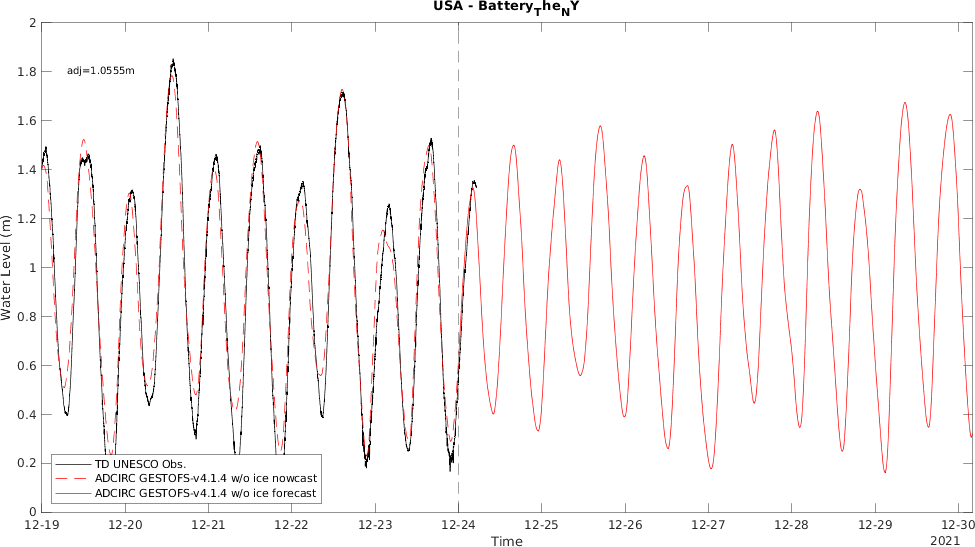 USA - Battery_The_NY
2
1.8
adj=1.0555m
1.6
1.4
1.2
1
0.8
0.6
0.4
0.2
0
Water Level (m)
TD UNESCO Obs.
ADCIRC GESTOFS-v4.1.4 w/o ice nowcast
ADCIRC GESTOFS-v4.1.4 w/o ice forecast
12-19 12-20 12-21 12-22 12-23 12-24 12-25 12-26 12-27 12-28 12-29 12-30
Time
2021